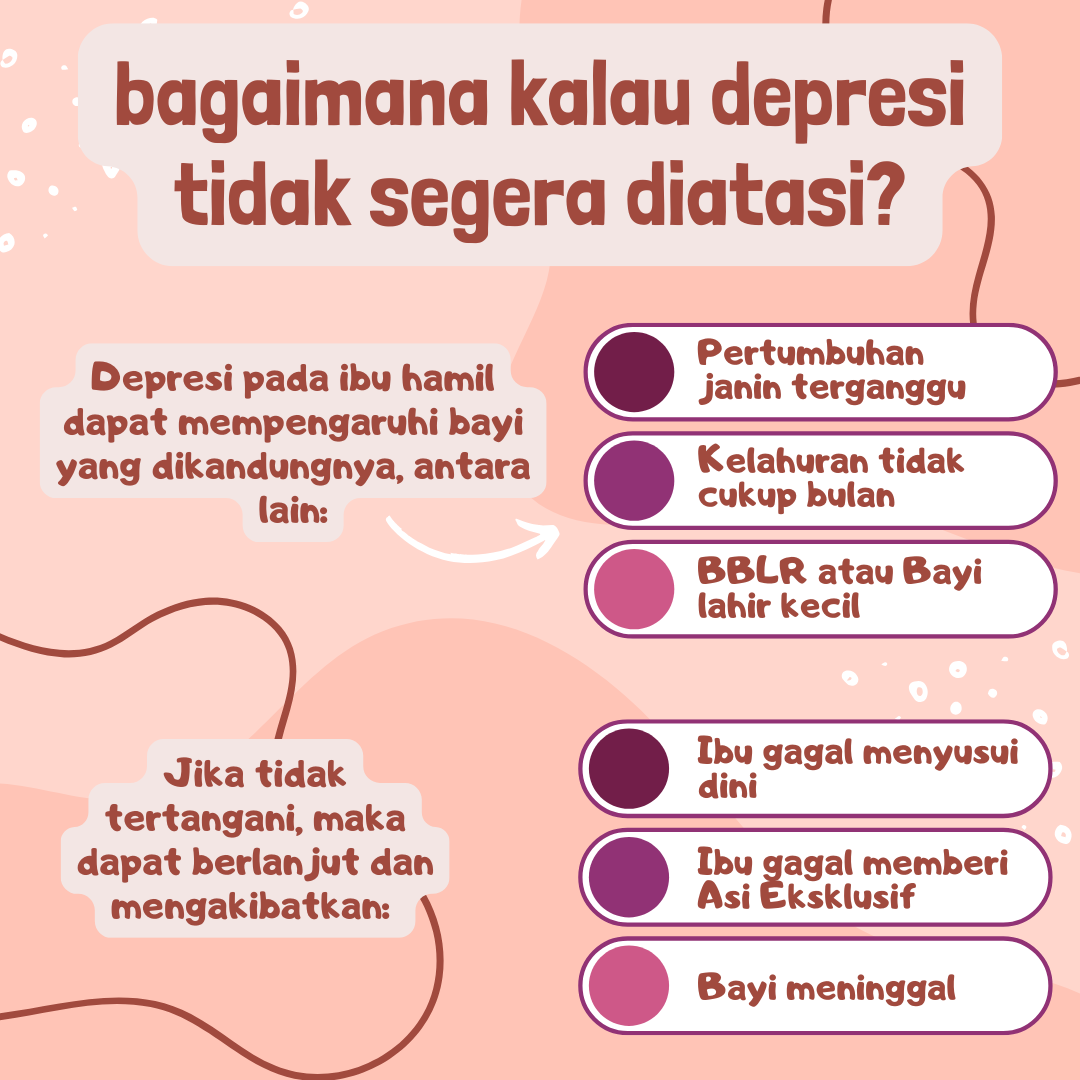 bagaimana kalau depresi
tidak segera diatasi?
Depresi pada ibu hamil
dapat mempengaruhi bayi
yang dikandungnya, antara
lain:
Pertumbuhan
janin terganggu
Kelahuran tidak
cukup bulan
BBLR atau Bayi
lahir kecil
Jika tidak
tertangani, maka
dapat berlanjut dan
mengakibatkan:
Ibu gagal menyusui
dini
Ibu gagal memberi
Asi Eksklusif
Bayi meninggal